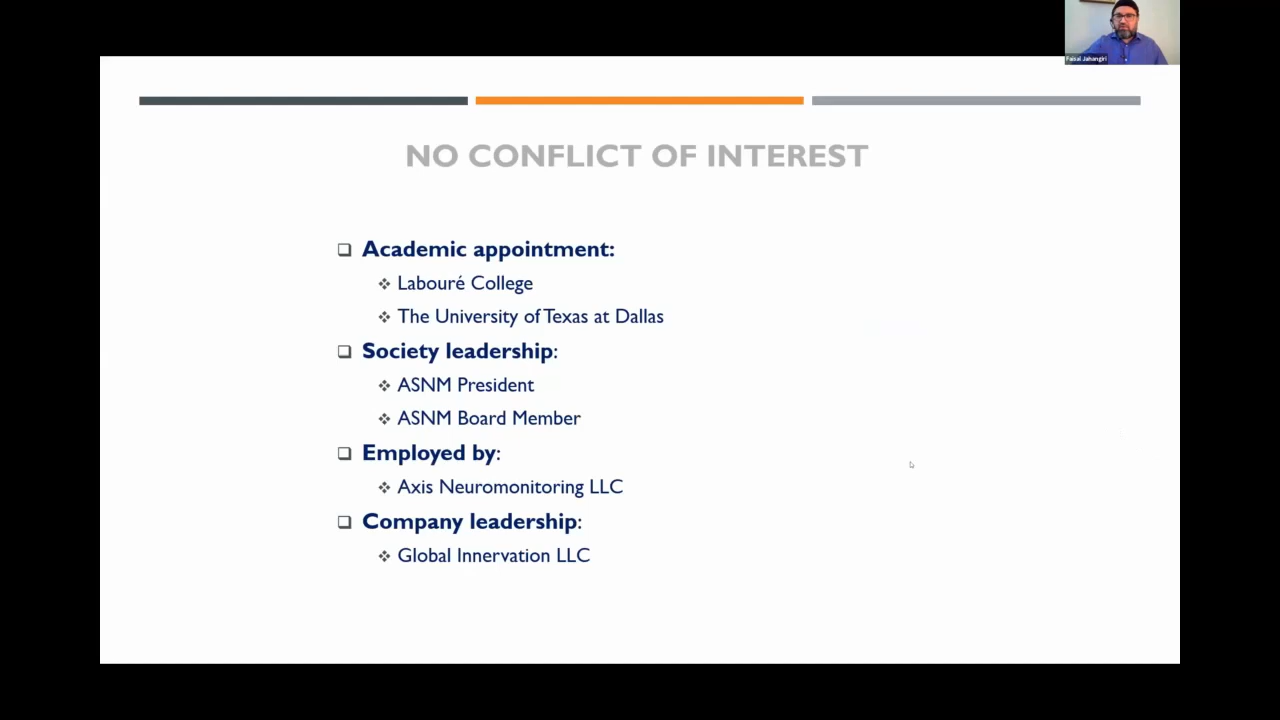 Faisal Jahangiri
NO CONFLICT OF INTEREST
Academic appointment:
Labouré College
The University of Texas at Dallas
Society leadership:
ASNM President
ASNM Board Member
Employed by:
Axis Neuromonitoring LLC
Company leadership:
Global Innervation LLC